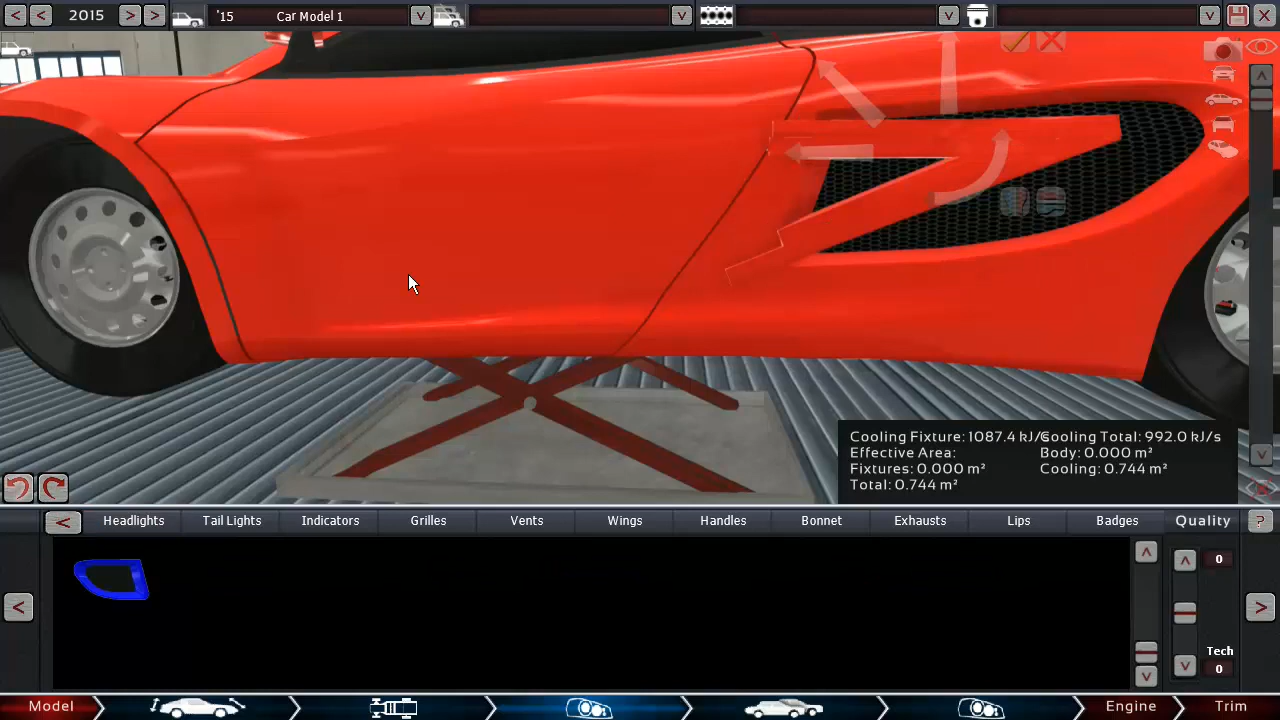 2015
'15 Car Model 1
Cooling Fixture: 1087.4 kJ/s
Cooling Total: 992.0 kJ/s
Effective Area:
Body: 0.000 m²
Fixtures: 0.000 m²
Cooling: 0.744 m²
Total: 0.744 m²
Headlights Tail Lights Indicators Grilles Vents Wings Handles Bonnet Exhausts Lips Badges Quality ?
0
Tech
0
Model Engine Trim